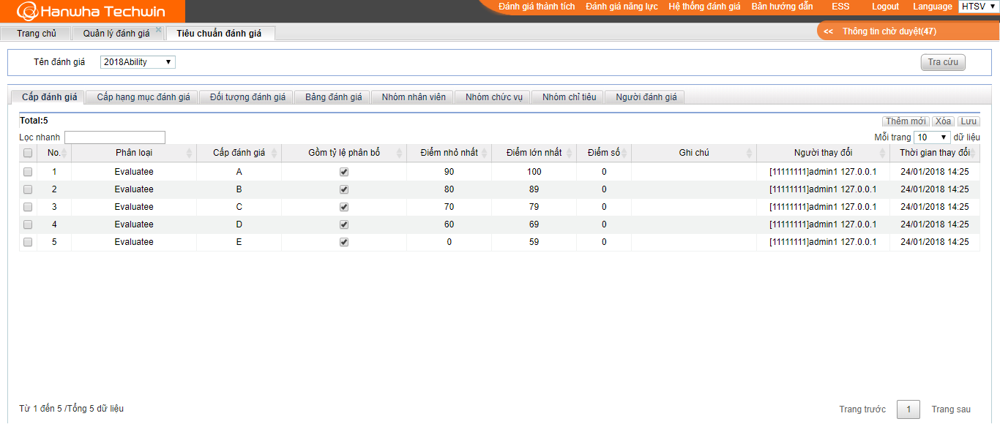 Hanwha Techwin
Đánh giá thành tích Đánh giá năng lực Hệ thống đánh giá Bản hướng dẫn ESS Logout Language HTSV
Trang chủ Quản lý đánh giá Tiêu chuẩn đánh giá
<< Thông tin chờ duyệt(47)
Tên đánh giá 2018Ability Tra cứu
Cấp đánh giá Cấp hạng mục đánh giá Đối tượng đánh giá Bảng đánh giá Nhóm nhân viên Nhóm chức vụ Nhóm chỉ tiêu Người đánh giá
Total:5
Thêm mới Xóa Lưu
Lọc nhanh Mỗi trang 10 dữ liệu
No. Phân loại Cấp đánh giá Gồm tỷ lệ phân bổ Điểm nhỏ nhất Điểm lớn nhất Điểm số Ghi chú Người thay đổi Thời gian thay đổi
1 Evaluatee A 90 100 0 [11111111]admin1 127.0.0.1 24/01/2018 14:25
2 Evaluatee B 80 89 0 [11111111]admin1 127.0.0.1 24/01/2018 14:25
3 Evaluatee C 70 79 0 [11111111]admin1 127.0.0.1 24/01/2018 14:25
4 Evaluatee D 60 69 0 [11111111]admin1 127.0.0.1 24/01/2018 14:25
5 Evaluatee E 0 59 0 [11111111]admin1 127.0.0.1 24/01/2018 14:25
Từ 1 đến 5 /Tổng 5 dữ liệu Trang trước 1 Trang sau